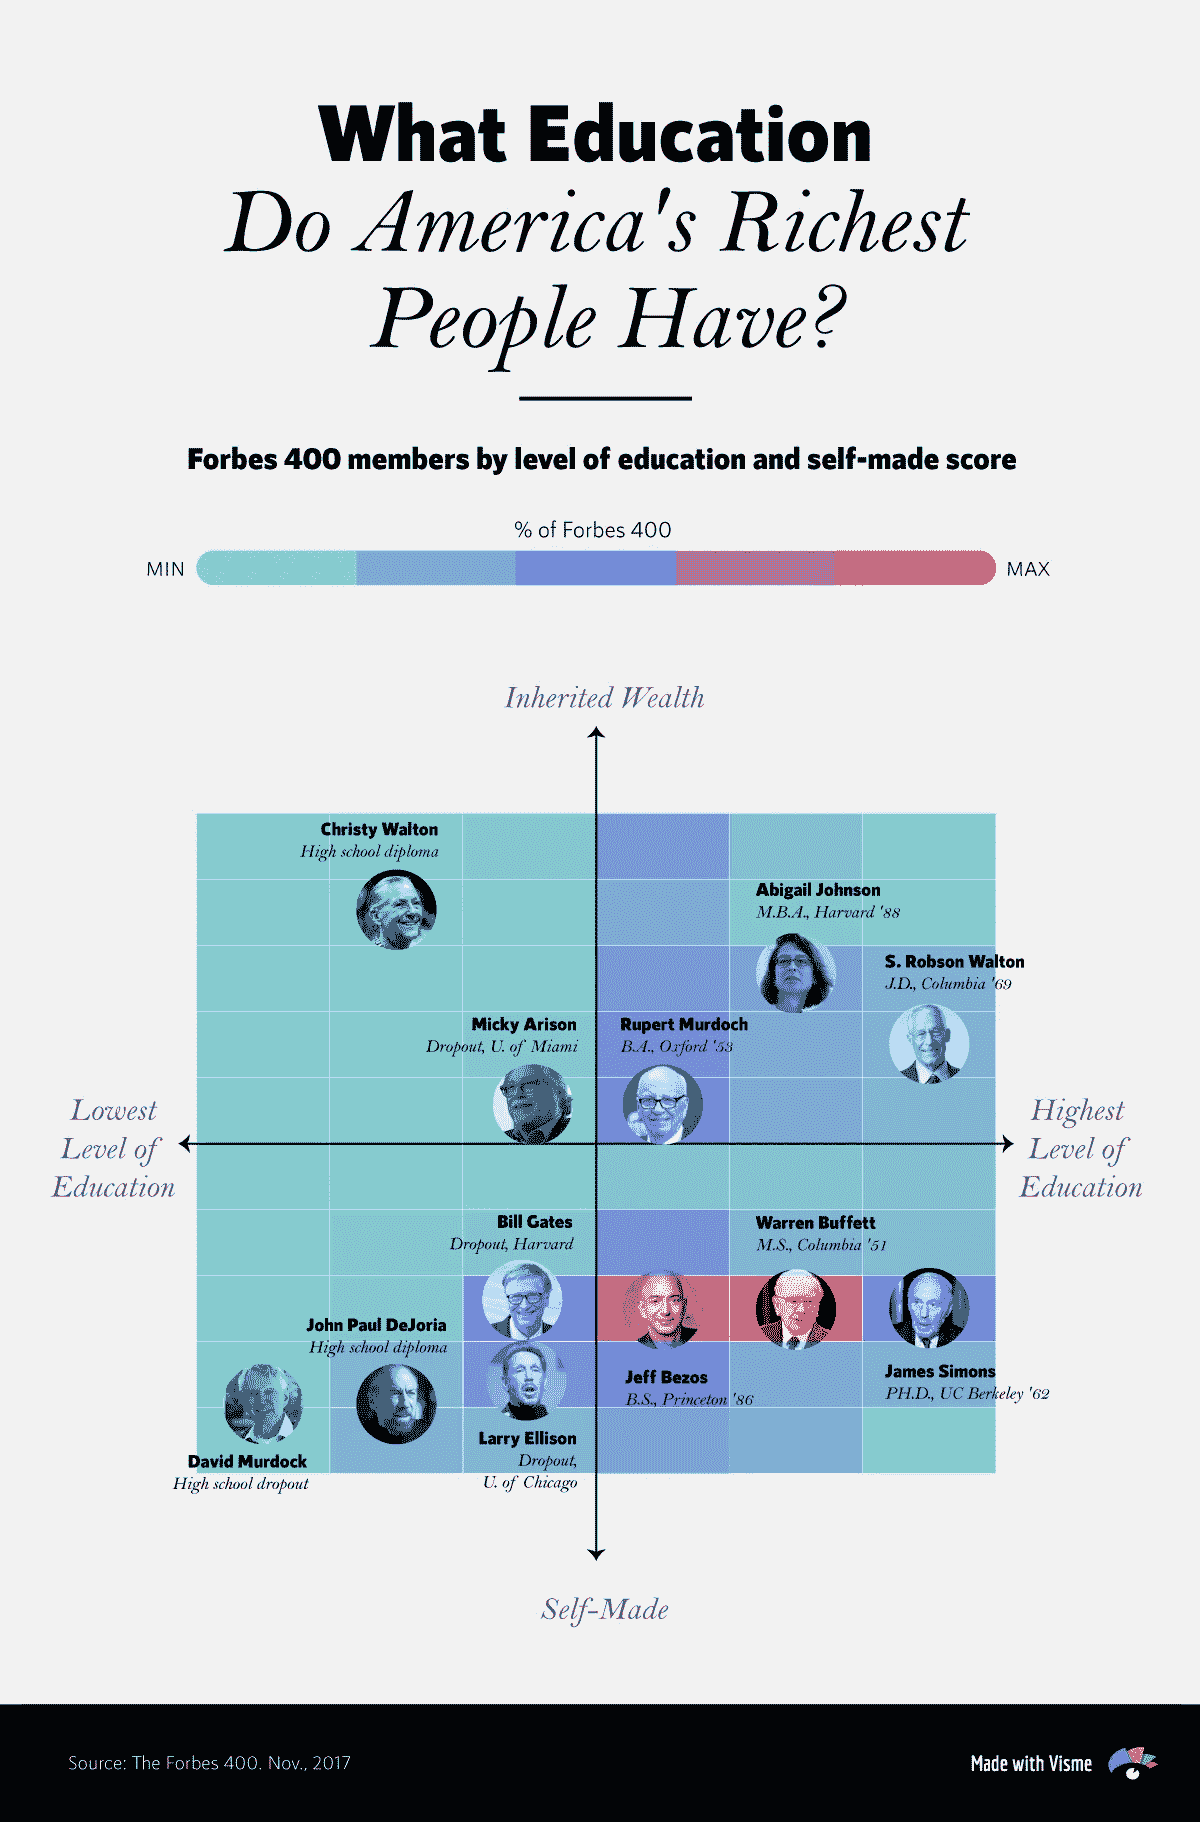 What Education
Do America's Richest
People Have?
Forbes 400 members by level of education and self-made score
% of Forbes 400
MIN
MAX
Inherited Wealth
Christy Walton
High school diploma
Abigail Johnson
M.B.A., Harvard '88
S. Robson Walton
J.D., Columbia '69
Micky Arison
Dropout, U. of Miami
Rupert Murdoch
B.A., Oxford '53
Lowest
Level of
Education
Highest
Level of
Education
Bill Gates
Dropout, Harvard
Warren Buffett
M.S., Columbia '51
John Paul DeJoria
High school diploma
Jeff Bezos
B.S., Princeton '86
James Simons
PH.D., UC Berkeley '62
David Murdock
High school dropout
Larry Ellison
Dropout,
U. of Chicago
Self-Made
Source: The Forbes 400. Nov., 2017
Made with Visme